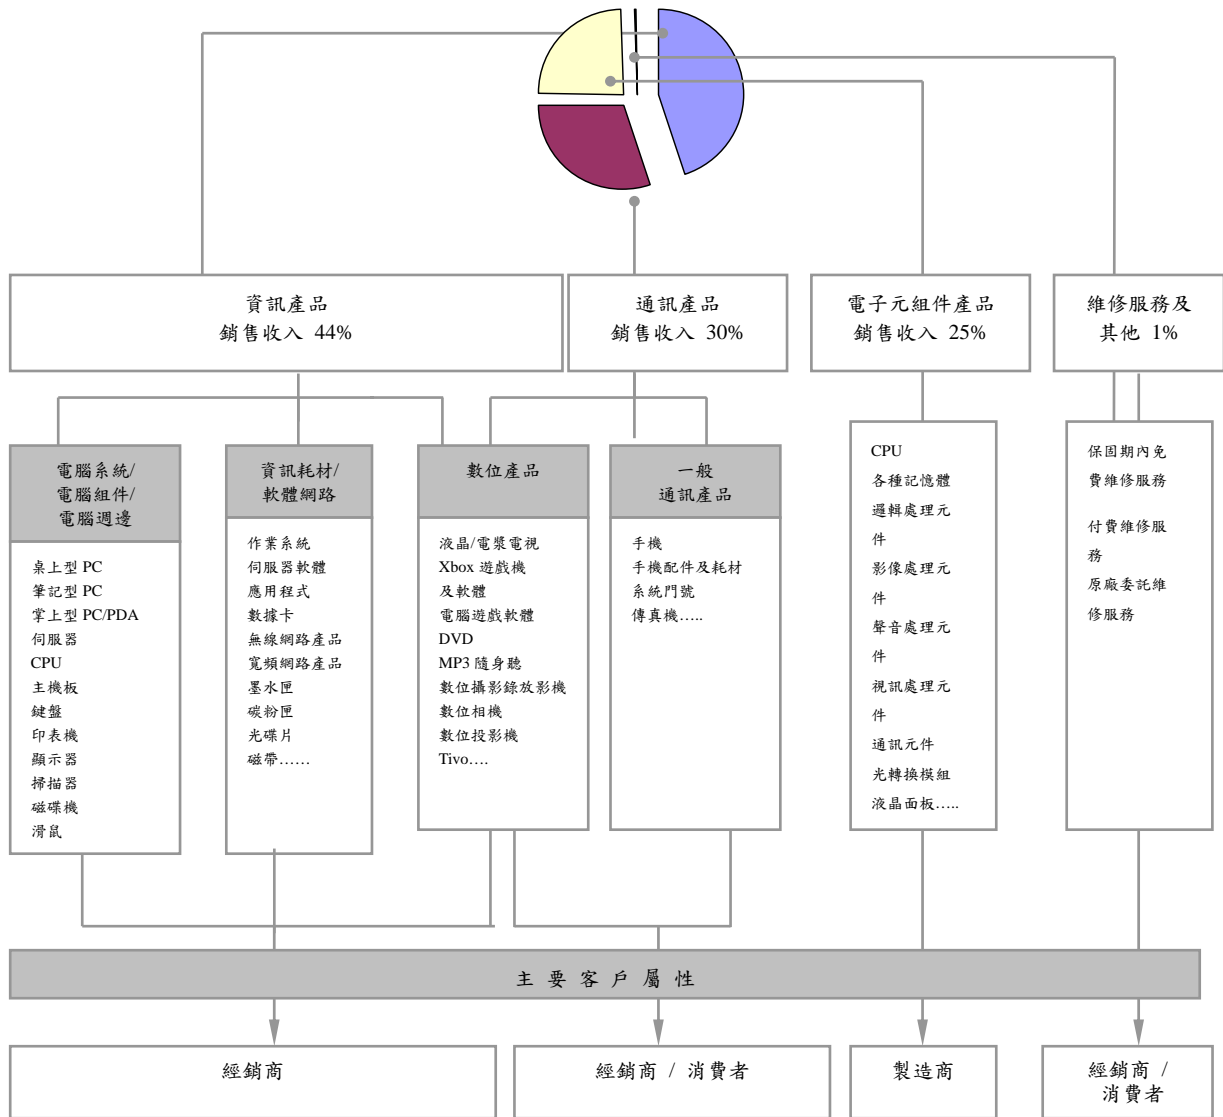 資訊產品
銷售收入 44%
通訊產品
銷售收入 30%
電子元組件產品
銷售收入 25%
維修服務及
其他 1%
電腦系統/
電腦組件/
電腦週邊
桌上型 PC
筆記型 PC
掌上型 PC/PDA
伺服器
CPU
主機板
鍵盤
印表機
顯示器
掃描器
磁碟機
滑鼠
資訊耗材/
軟體網路
作業系統
伺服器軟體
應用程式
數據卡
無線網路產品
寬頻網路產品
墨水匣
碳粉匣
光碟片
磁帶……
數位產品
液晶/電漿電視
Xbox 遊戲機
及軟體
電腦遊戲軟體
DVD
MP3 隨身聽
數位攝影錄放影機
數位相機
數位投影機
Tivo….
一般
通訊產品
手機
手機配件及耗材
系統門號
傳真機…..
CPU
各種記憶體
邏輯處理元
件
影像處理元
件
聲音處理元
件
視訊處理元
件
通訊元件
光轉換模組
液晶面板…..
保固期內免
費維修服務
付費維修服
務
原廠委託維
修服務
主 要 客 戶 屬 性
經銷商
經銷商 / 消費者
製造商
經銷商 /
消費者